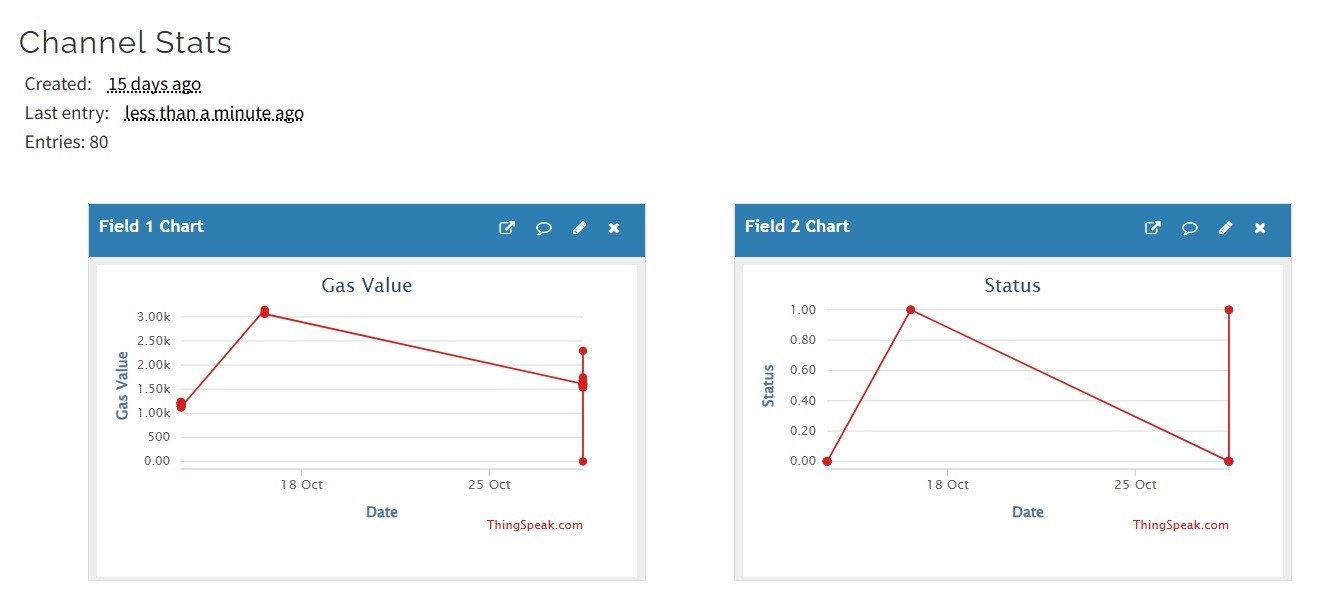 Channel Stats
Created: 15 days ago
Last entry: less than a minute ago
Entries: 80
Field 1 Chart
Gas Value
Gas Value
3.00k
2.50k
2.00k
1.50k
1.00k
500
0.00
18 Oct
25 Oct
Date
ThingSpeak.com
Field 2 Chart
Status
Status
1.00
0.80
0.60
0.40
0.20
0.00
18 Oct
25 Oct
Date
ThingSpeak.com